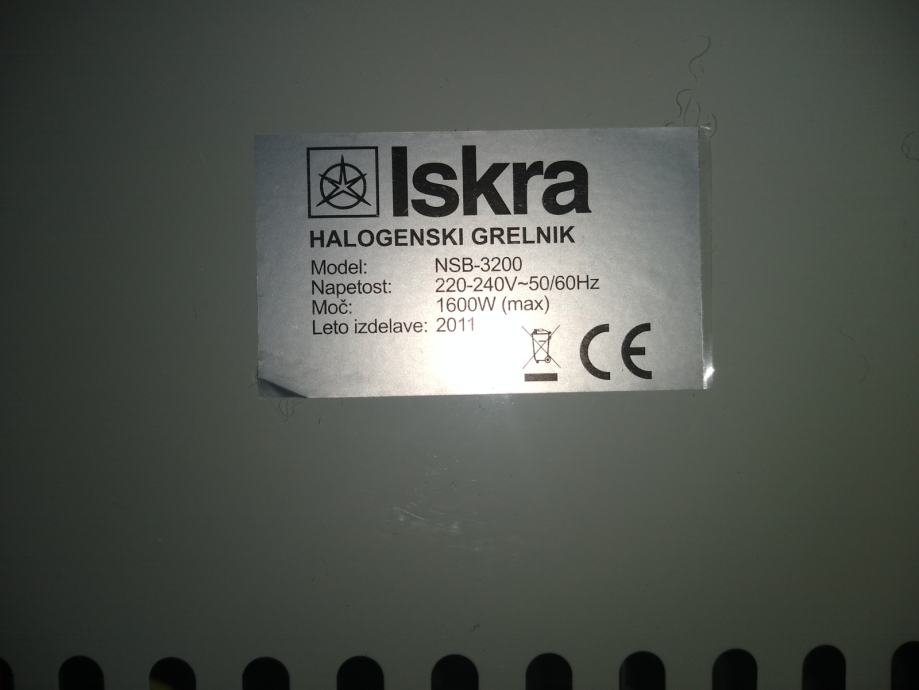 Iskra
HALOGENSKI GRELNIK
Model: NSB-3200
Napetost: 220-240V~50/60Hz
Moč: 1600W (max)
Leto izdelave: 2011
CE